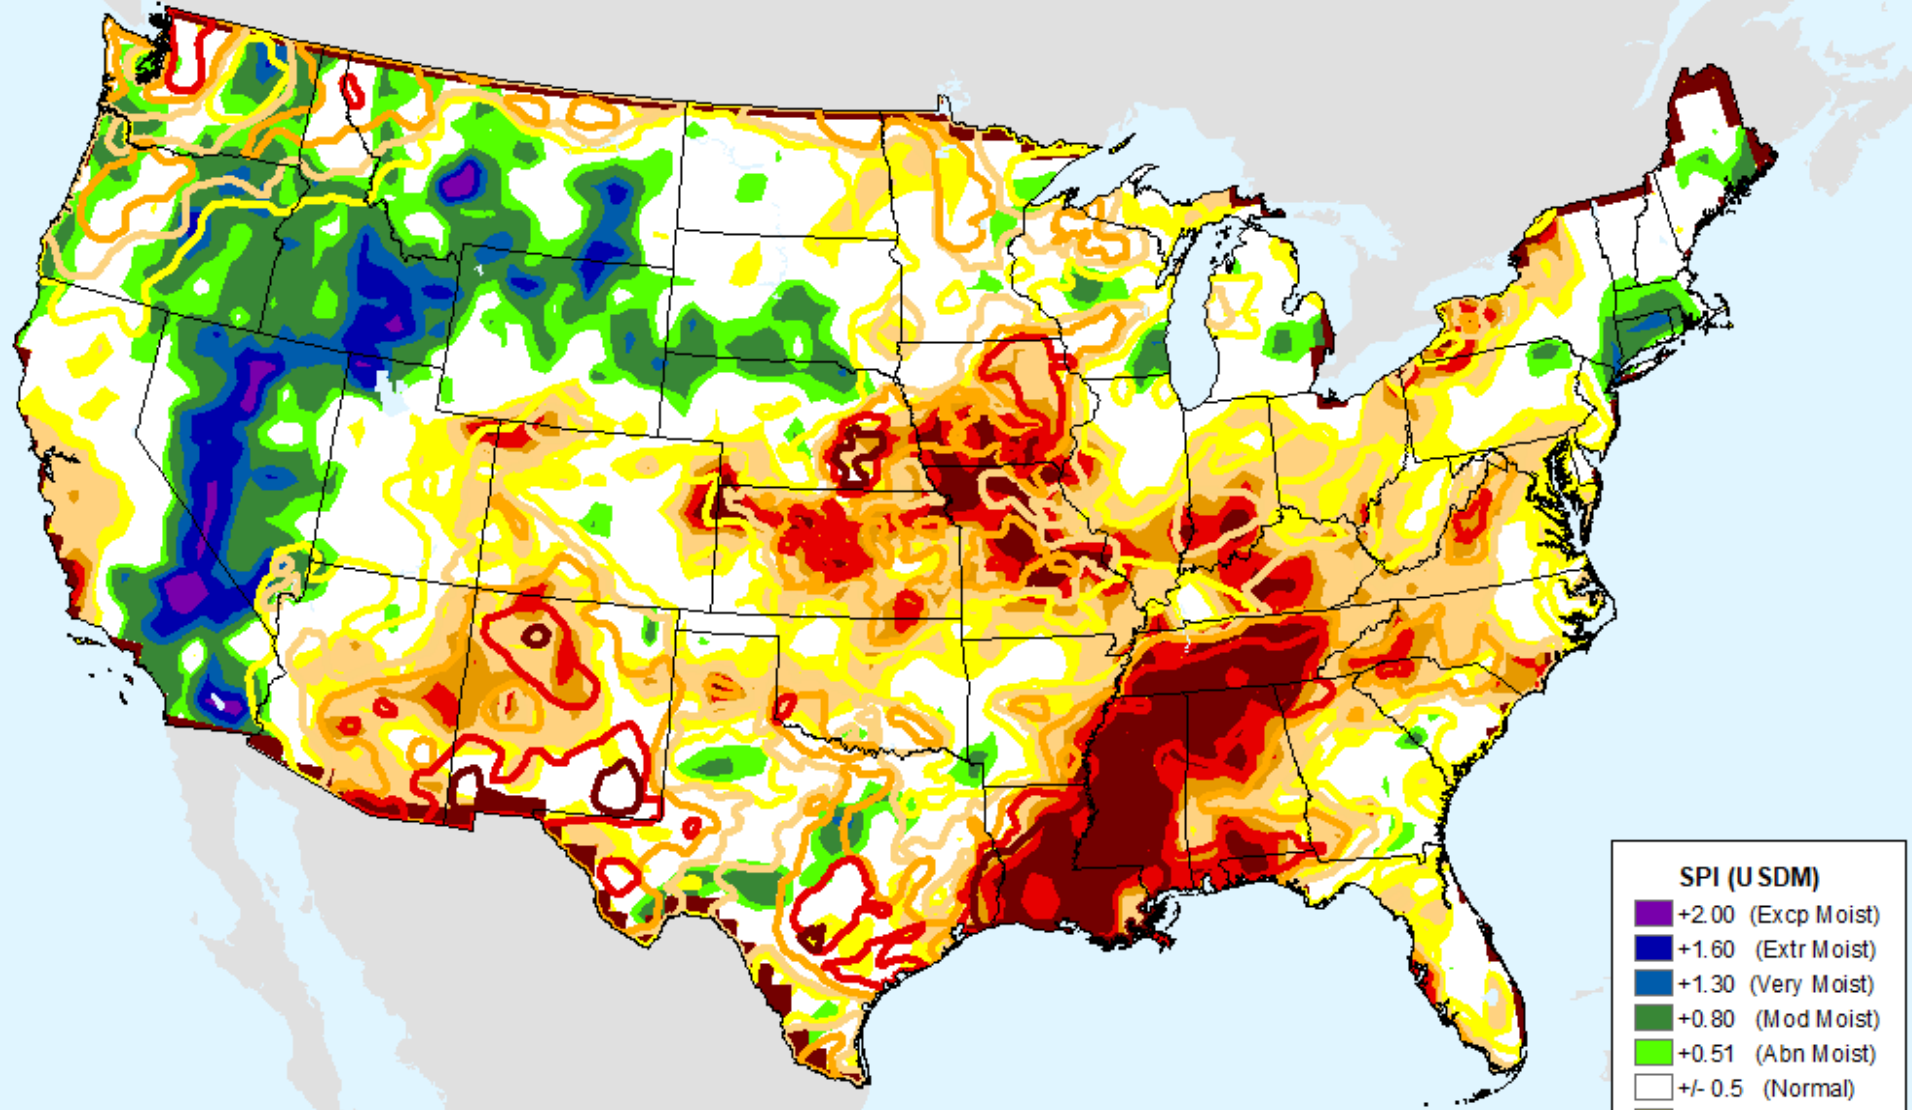 SPI (USDM)
+2.00 (Excp Moist)
+1.60 (Extr Moist)
+1.30 (Very Moist)
+0.80 (Mod Moist)
+0.51 (Abn Moist)
+/- 0.5 (Normal)